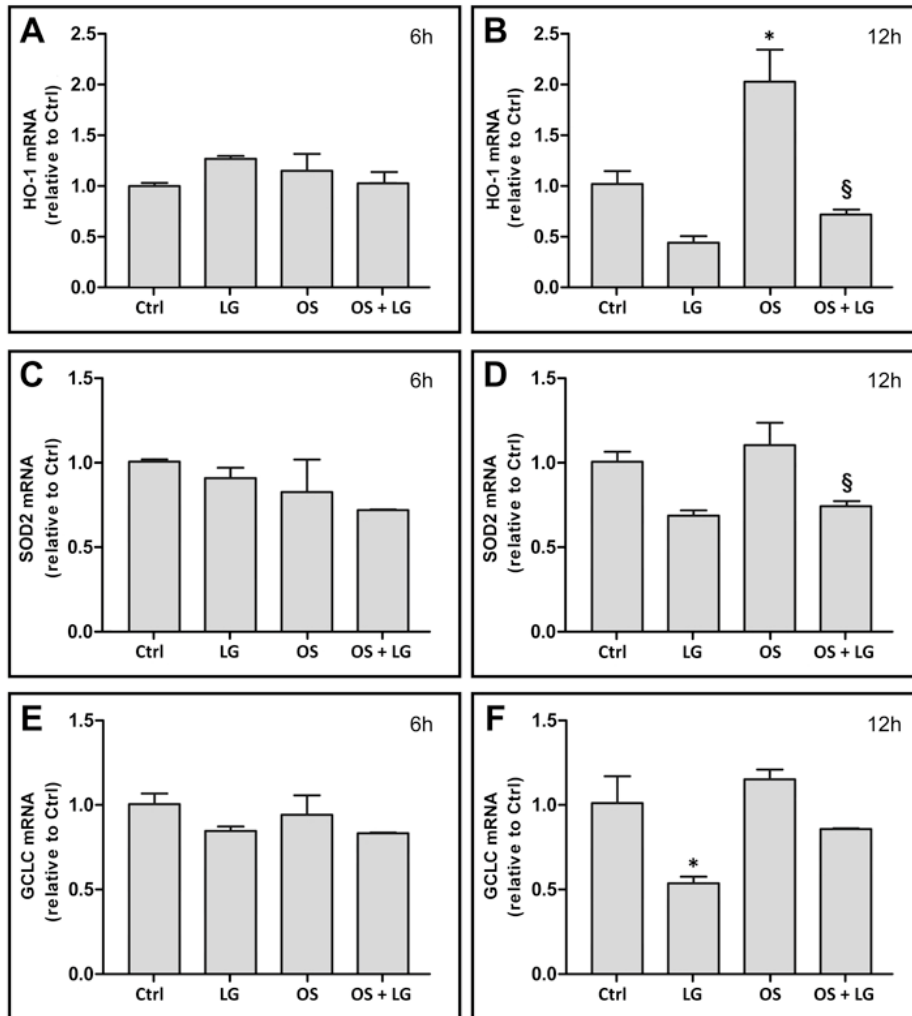 A
6h
HO-1 mRNA
(relative to Ctrl)
2.5
2.0
1.5
1.0
0.5
0.0
Ctrl LG OS OS + LG
B
12h
HO-1 mRNA
(relative to Ctrl)
2.5
2.0
1.5
1.0
0.5
0.0
*
§
Ctrl LG OS OS + LG
C
6h
SOD2 mRNA
(relative to Ctrl)
1.5
1.0
0.5
0.0
Ctrl LG OS OS + LG
D
12h
SOD2 mRNA
(relative to Ctrl)
1.5
1.0
0.5
0.0
§
Ctrl LG OS OS + LG
E
6h
GCLC mRNA
(relative to Ctrl)
1.5
1.0
0.5
0.0
Ctrl LG OS OS + LG
F
12h
GCLC mRNA
(relative to Ctrl)
1.5
1.0
0.5
0.0
*
Ctrl LG OS OS + LG